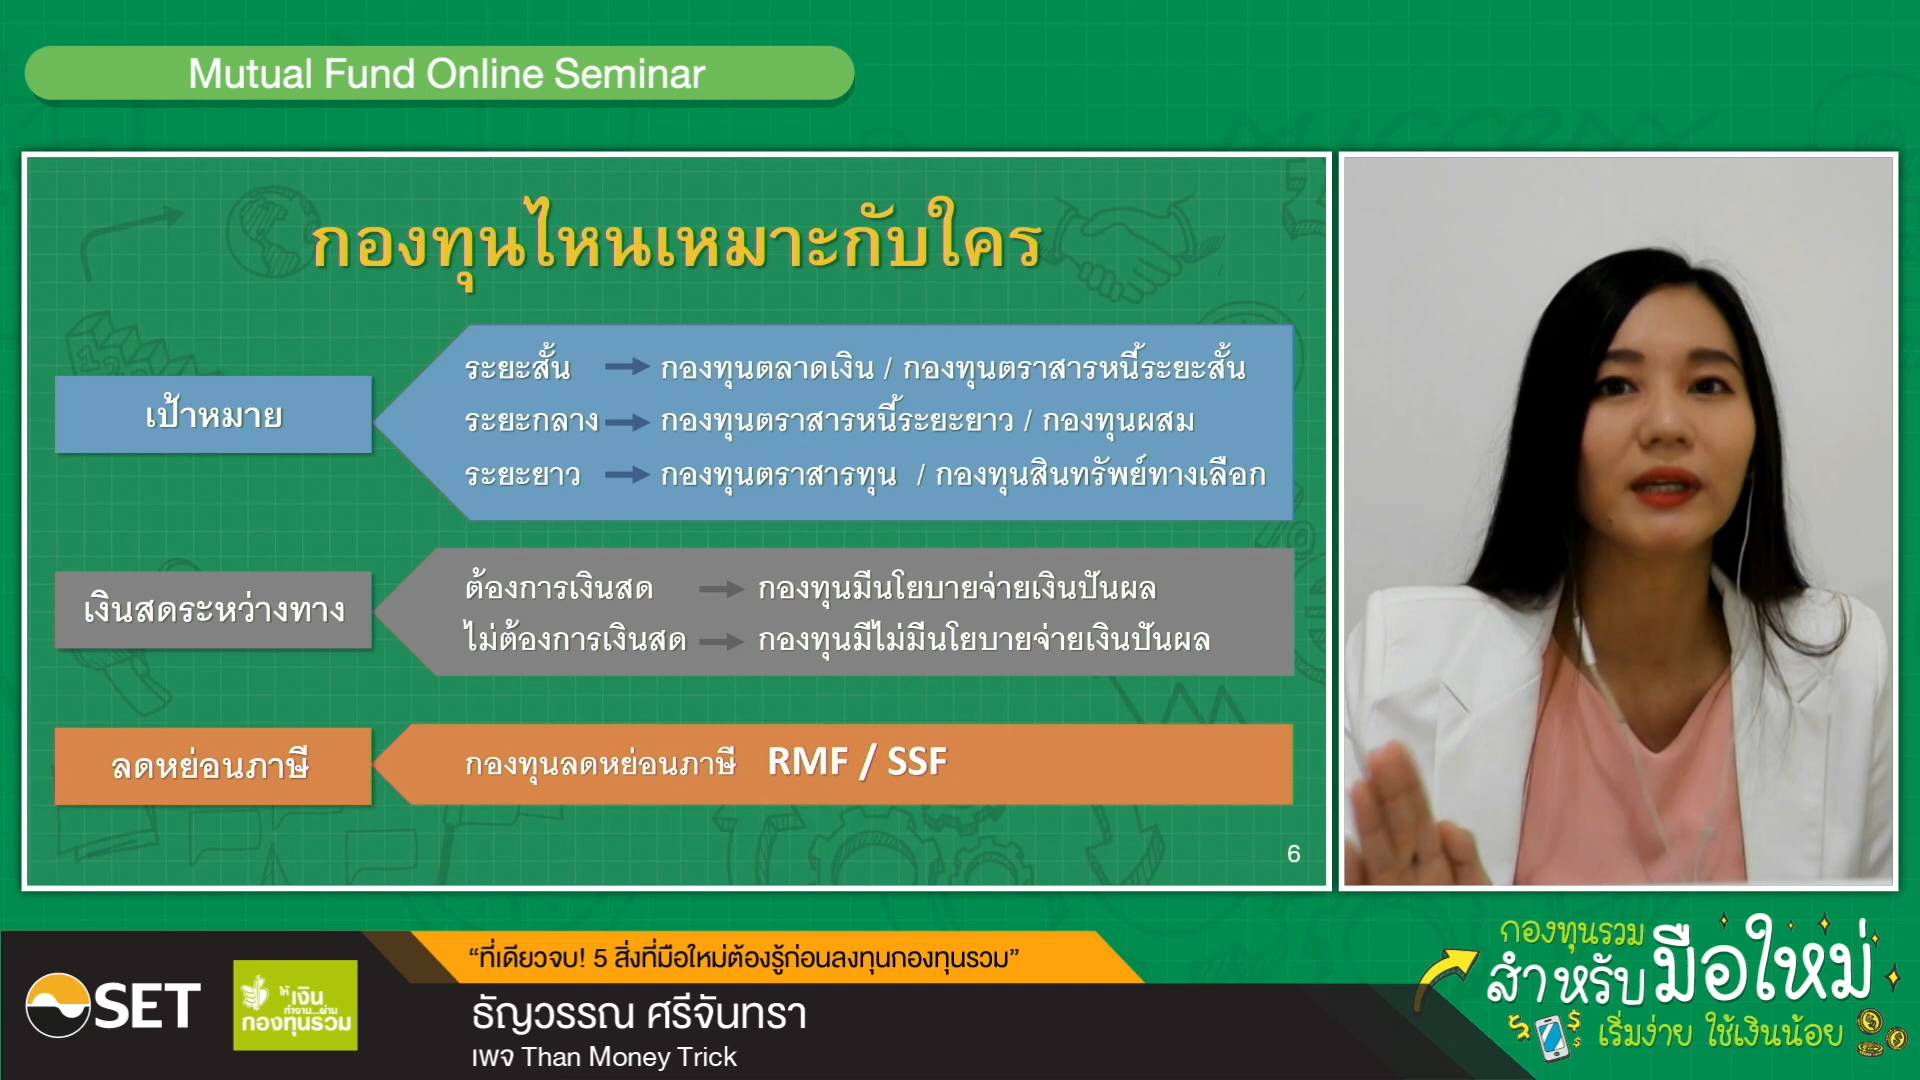 Mutual Fund Online Seminar
กองทุนไหนเหมาะกับใคร
เป้าหมาย
ระยะสั้น → กองทุนตลาดเงิน / กองทุนตราสารหนี้ระยะสั้น
ระยะกลาง → กองทุนตราสารหนี้ระยะยาว / กองทุนผสม
ระยะยาว → กองทุนตราสารทุน / กองทุนสินทรัพย์ทางเลือก
เงินสดระหว่างทาง
ต้องการเงินสด → กองทุนมีนโยบายจ่ายเงินปันผล
ไม่ต้องการเงินสด → กองทุนมีไม่มีนโยบายจ่ายเงินปันผล
ลดหย่อนภาษี
กองทุนลดหย่อนภาษี RMF / SSF
6
SET
ให้เงิน
ทำงาน...ผ่าน
กองทุนรวม
“ที่เดียวจบ! 5 สิ่งที่มือใหม่ต้องรู้ก่อนลงทุนกองทุนรวม”
ธัญวรรณ ศรีจันทรา
เพจ Than Money Trick
กองทุนรวม
สำหรับมือใหม่
เริ่มง่าย ใช้เงินน้อย